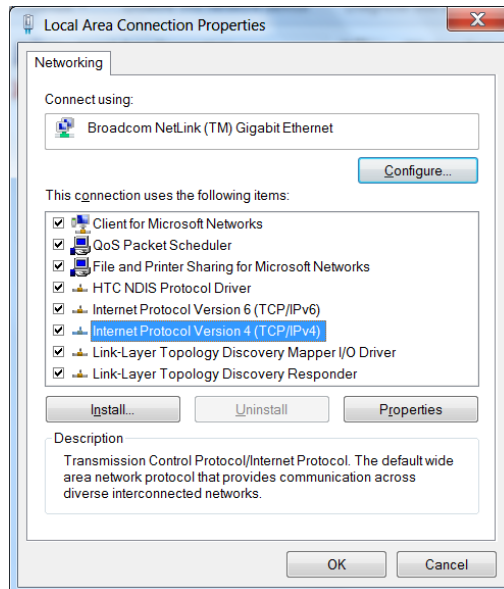 Local Area Connection Properties
Networking
Connect using:
Broadcom NetLink (TM) Gigabit Ethernet
Configure...
This connection uses the following items:
Client for Microsoft Networks
QoS Packet Scheduler
File and Printer Sharing for Microsoft Networks
HTC NDIS Protocol Driver
Internet Protocol Version 6 (TCP/IPv6)
Internet Protocol Version 4 (TCP/IPv4)
Link-Layer Topology Discovery Mapper I/O Driver
Link-Layer Topology Discovery Responder
Install... Uninstall Properties
Description
Transmission Control Protocol/Internet Protocol. The default wide
area network protocol that provides communication across
diverse interconnected networks.
OK Cancel